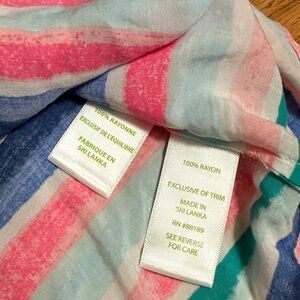 100% RAYONNE
EXCLUSIF DE L'ÉQUILIBRE
FABRIQUE EN
SRI LANKA
100% RAYON
EXCLUSIVE OF TRIM
MADE IN
SRI LANKA
RN #88189
SEE REVERSE
FOR CARE